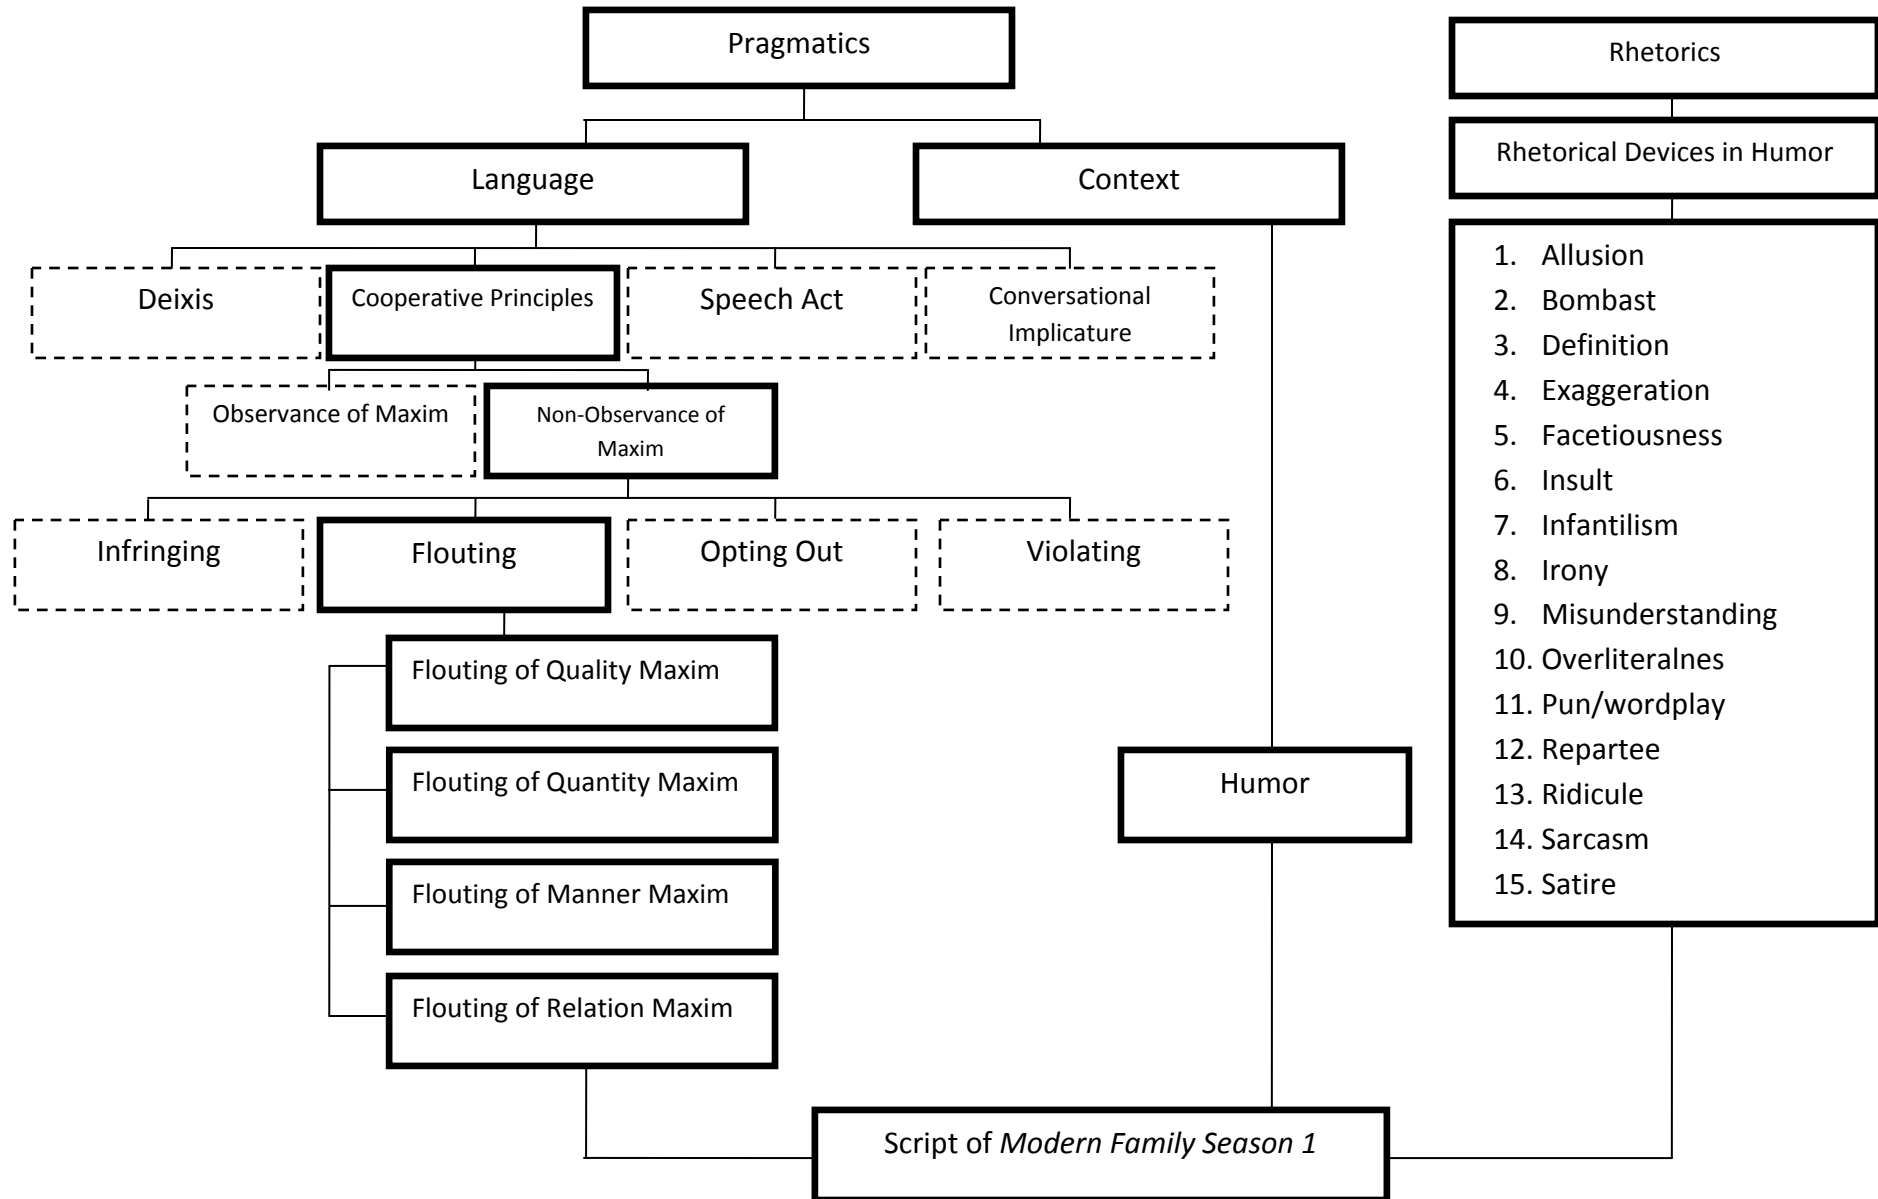 Pragmatics
Rhetorics
Language
Context
Rhetorical Devices in Humor
Deixis
Cooperative Principles
Speech Act
Conversational
Implicature
Observance of Maxim
Non-Observance of
Maxim
Infringing
Flouting
Opting Out
Violating
Flouting of Quality Maxim
Flouting of Quantity Maxim
Flouting of Manner Maxim
Flouting of Relation Maxim
Humor
1. Allusion
2. Bombast
3. Definition
4. Exaggeration
5. Facetiousness
6. Insult
7. Infantilism
8. Irony
9. Misunderstanding
10. Overliteralnes
11. Pun/wordplay
12. Repartee
13. Ridicule
14. Sarcasm
15. Satire
Script of Modern Family Season 1